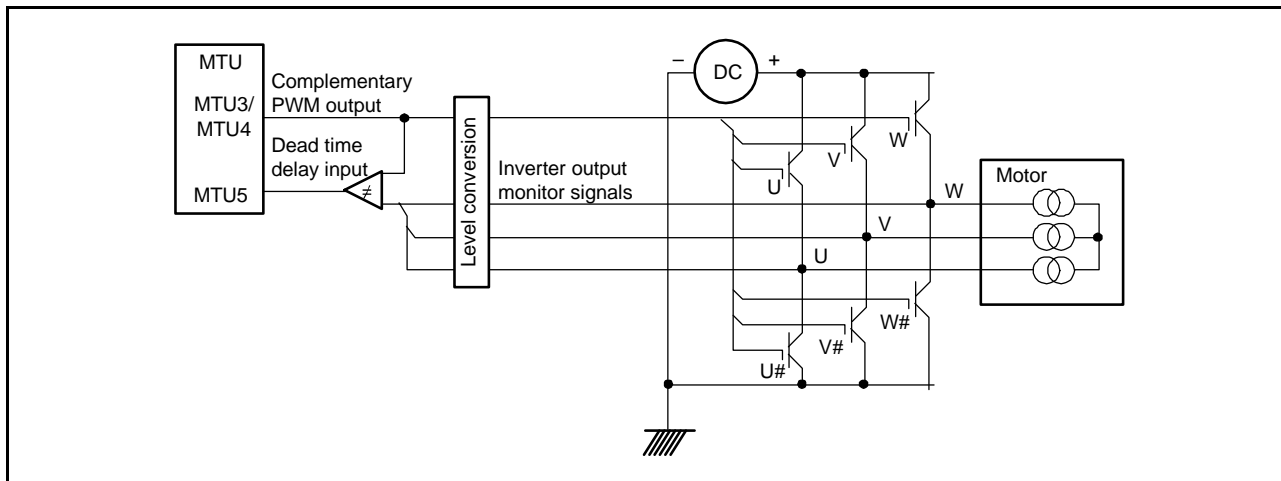 MTU
MTU3/
MTU4
MTU5
Complementary
PWM output
Dead time
delay input
≠
Level conversion
Inverter output
monitor signals
–
DC
+
W
V
U
W
V
U
W#
V#
U#
Motor